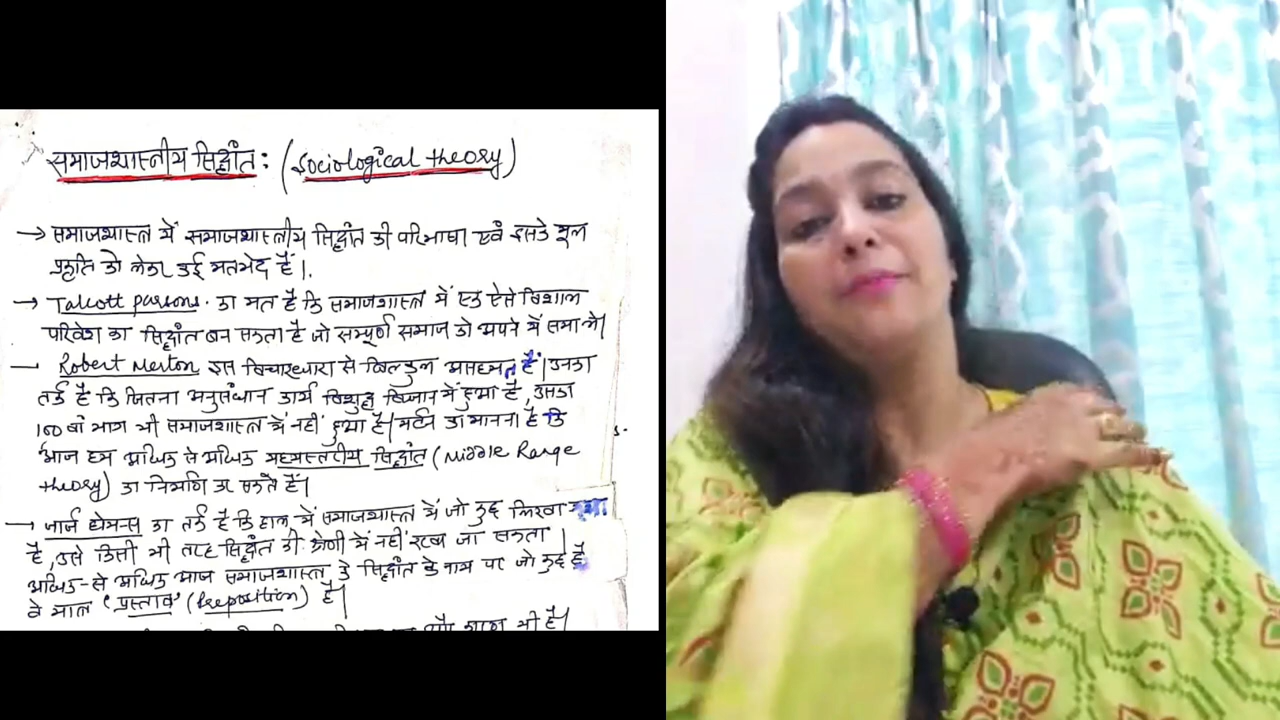 समाजशास्त्रीय सिद्धांत: (Sociological theory)
→ समाजशास्त्र में समाजशास्त्रीय सिद्धांत की परिभाषा एवं इसके मूल
प्रकृति को लेकर कई मतभेद हैं।
→ Talcott parsons. का मत है कि समाजशास्त्र में एक ऐसे विशाल
परिवेश का सिद्धांत बन सकता है जो सम्पूर्ण समाज को अपने में समा ले।
— Robert Merton इस विचारधारा से बिल्कुल असहमत हैं। उनका
तर्क है कि जितना अनुसंधान कार्य विशुद्ध विज्ञान में हुआ है, उसका
100 वां भाग भी समाजशास्त्र में नहीं हुआ है। मर्टन का मानना है कि
आज हम अधिक से अधिक मध्यस्तरीय सिद्धांत (Middle Range
theory) का निर्माण कर सकते हैं।
→ जार्ज होमन्स का तर्क है कि हाल में समाजशास्त्र में जो कुछ लिखा गया
है, उसे किसी भी तरह सिद्धांत की श्रेणी में नहीं रखा जा सकता।
अधिक-से अधिक आज समाजशास्त्र के सिद्धांत के नाम पर जो कुछ है
वे मात्र 'प्रस्ताव' (Preposition) हैं।
भी है।